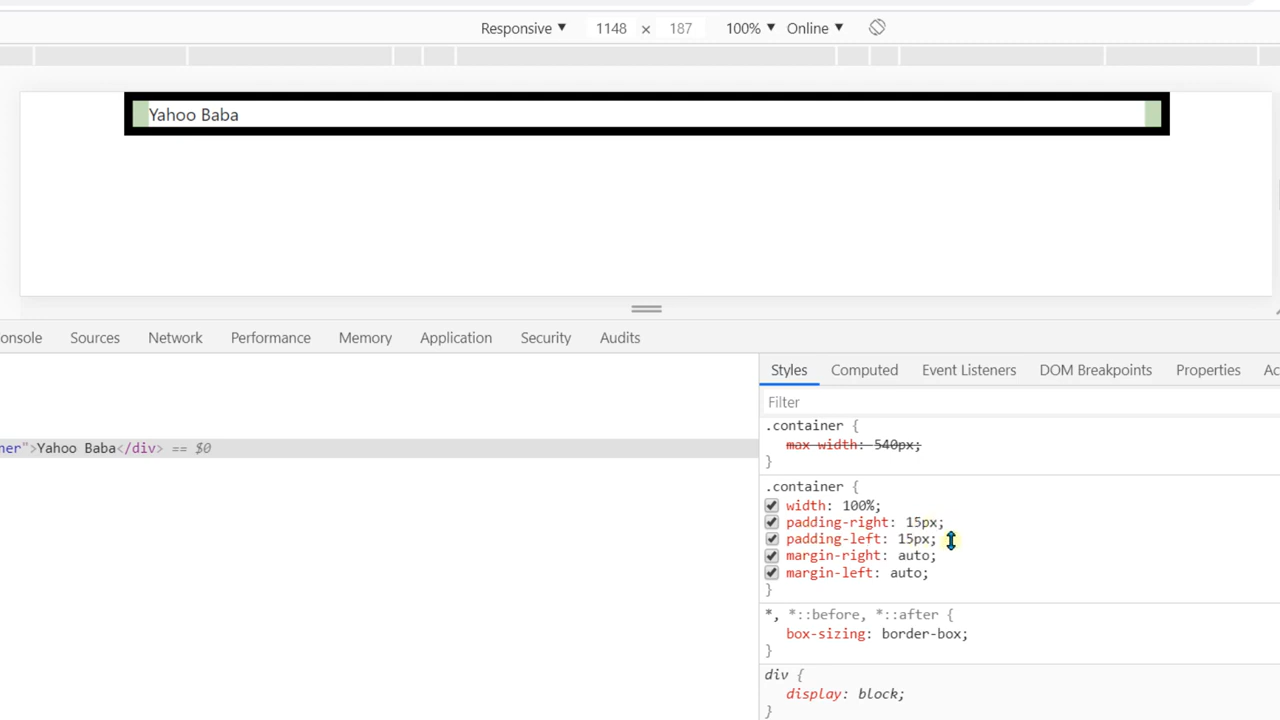 Responsive ▼ 1148 × 187 100% ▼ Online ▼
Yahoo Baba
onsole Sources Network Performance Memory Application Security Audits
Styles Computed Event Listeners DOM Breakpoints Properties Ac
Filter
ner">Yahoo Baba</div> == $0
.container {
max-width: 540px;
}
.container {
width: 100%;
padding-right: 15px;
padding-left: 15px;
margin-right: auto;
margin-left: auto;
}
*, *::before, *::after {
box-sizing: border-box;
}
div {
display: block;
}